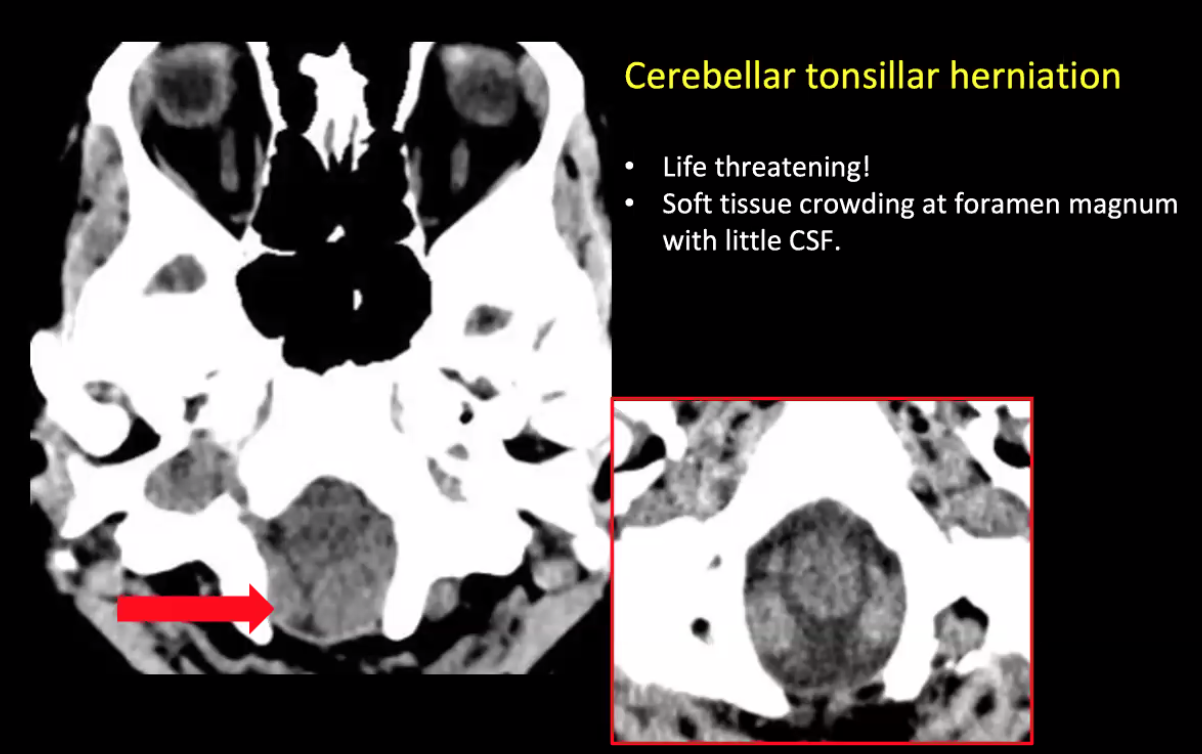 Cerebellar tonsillar herniation
• Life threatening!
• Soft tissue crowding at foramen magnum
with little CSF.